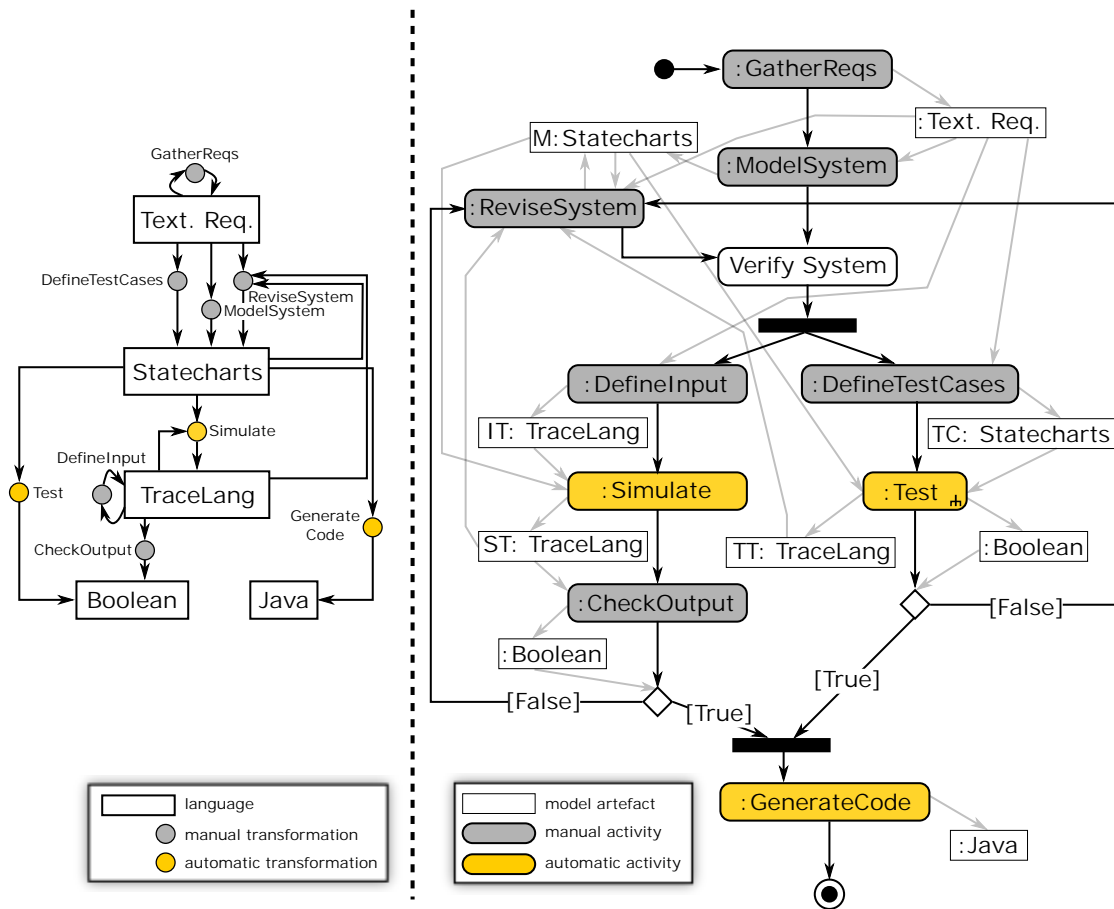 GatherReqs
Text. Req.
DefineTestCases
ReviseSystem
ModelSystem
Statecharts
Simulate
DefineInput
Test
TraceLang
Generate
Code
CheckOutput
Boolean
Java
language
manual transformation
automatic transformation
:GatherReqs
:Text. Req.
M:Statecharts
:ModelSystem
:ReviseSystem
Verify System
:DefineInput
:DefineTestCases
IT: TraceLang
TC: Statecharts
:Simulate
:Test
ST: TraceLang
TT: TraceLang
:Boolean
:CheckOutput
[False]
:Boolean
[True]
[False]
[True]
:GenerateCode
:Java
model artefact
manual activity
automatic activity